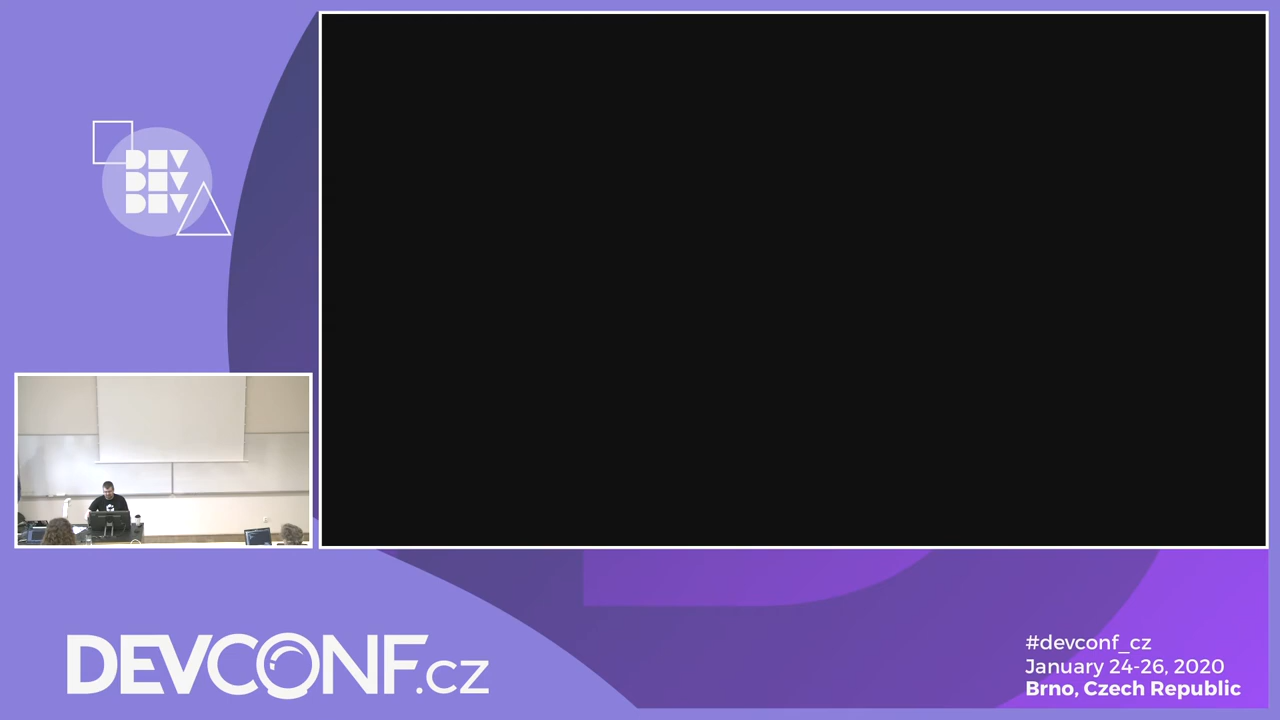 DEV
DEV
DEV
DEVCONF.cz
#devconf_cz
January 24-26, 2020
Brno, Czech Republic